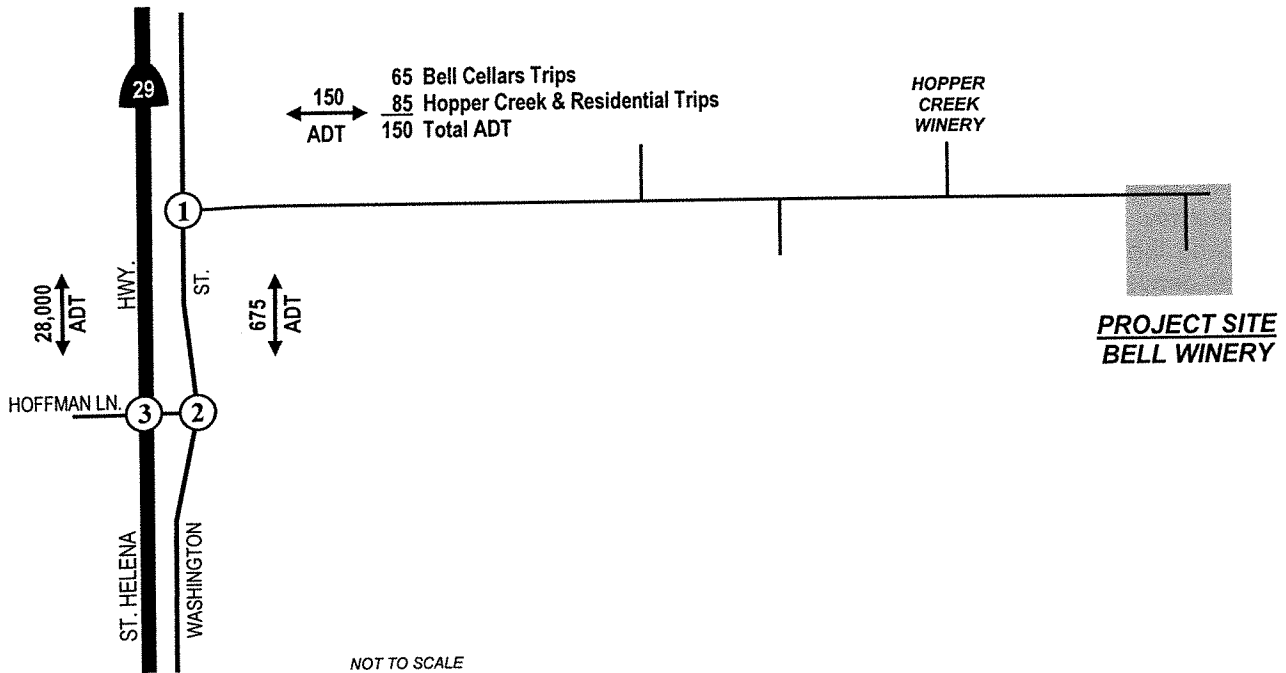 29
150
ADT
65 Bell Cellars Trips
85 Hopper Creek & Residential Trips
150 Total ADT
HOPPER
CREEK
WINERY
1
28,000
ADT
HWY.
ST.
675
ADT
PROJECT SITE
BELL WINERY
HOFFMAN LN.
3
2
ST. HELENA
WASHINGTON
NOT TO SCALE